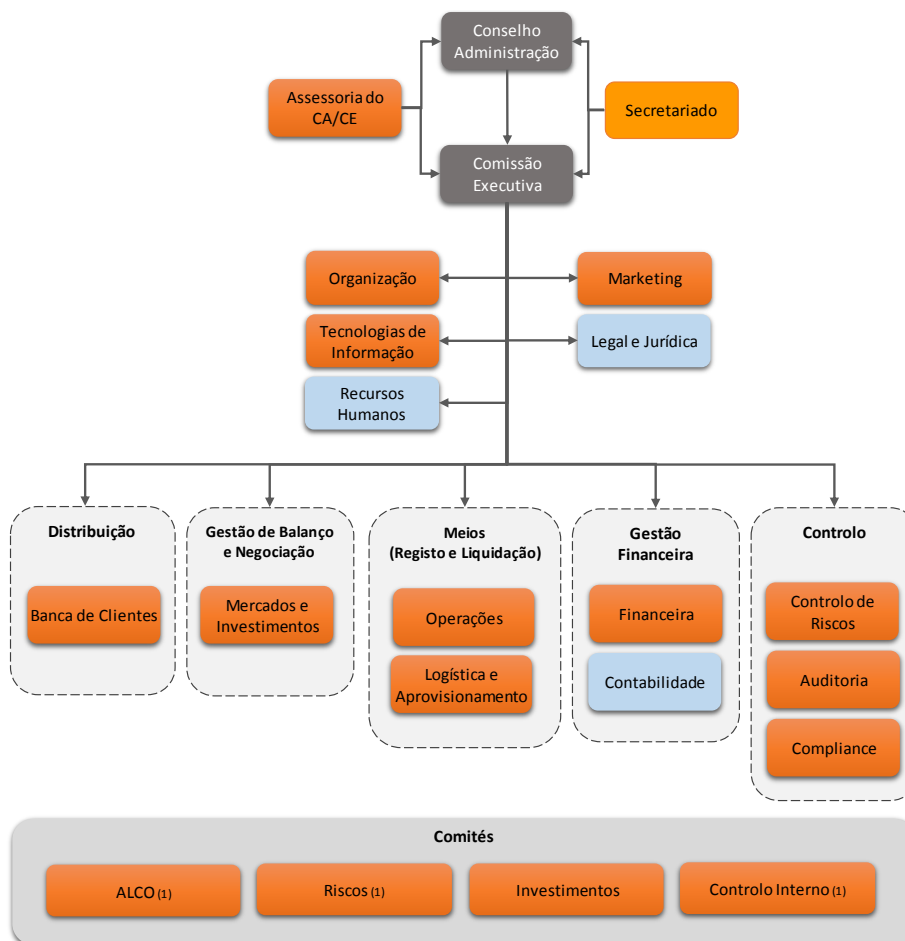 Conselho
Administração
Assessoria do
CA/CE
Secretariado
Comissão
Executiva
Organização
Marketing
Tecnologias de
Informação
Legal e Jurídica
Recursos
Humanos
Distribuição
Banca de Clientes
Gestão de Balanço
e Negociação
Mercados e
Investimentos
Meios
(Registo e Liquidação)
Operações
Logística e
Aprovisionamento
Gestão
Financeira
Financeira
Contabilidade
Controlo
Controlo de
Riscos
Auditoria
Compliance
Comités
ALCO (1)
Riscos (1)
Investimentos
Controlo Interno (1)